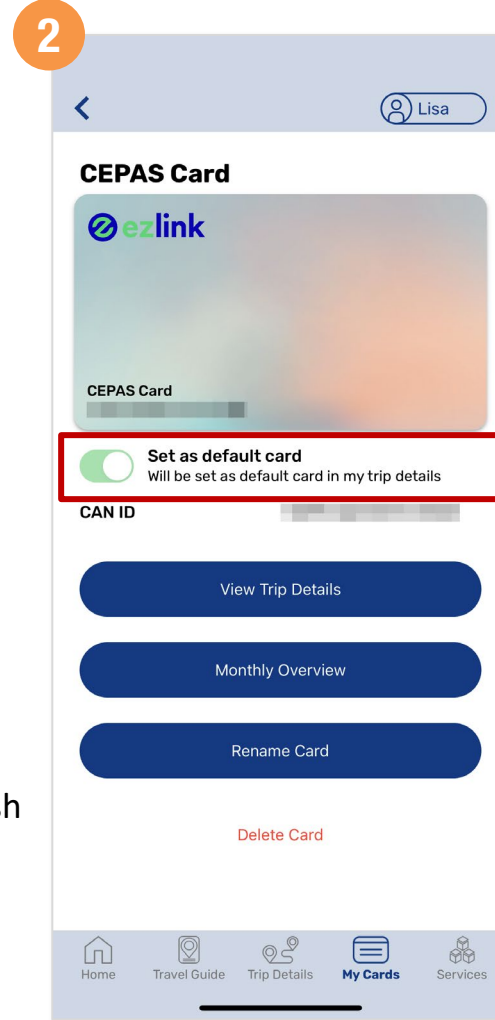 2
Lisa
CEPAS Card
ezlink
CEPAS Card
Set as default card
Will be set as default card in my trip details
CAN ID
View Trip Details
Monthly Overview
Rename Card
Delete Card
Home Travel Guide Trip Details My Cards Services